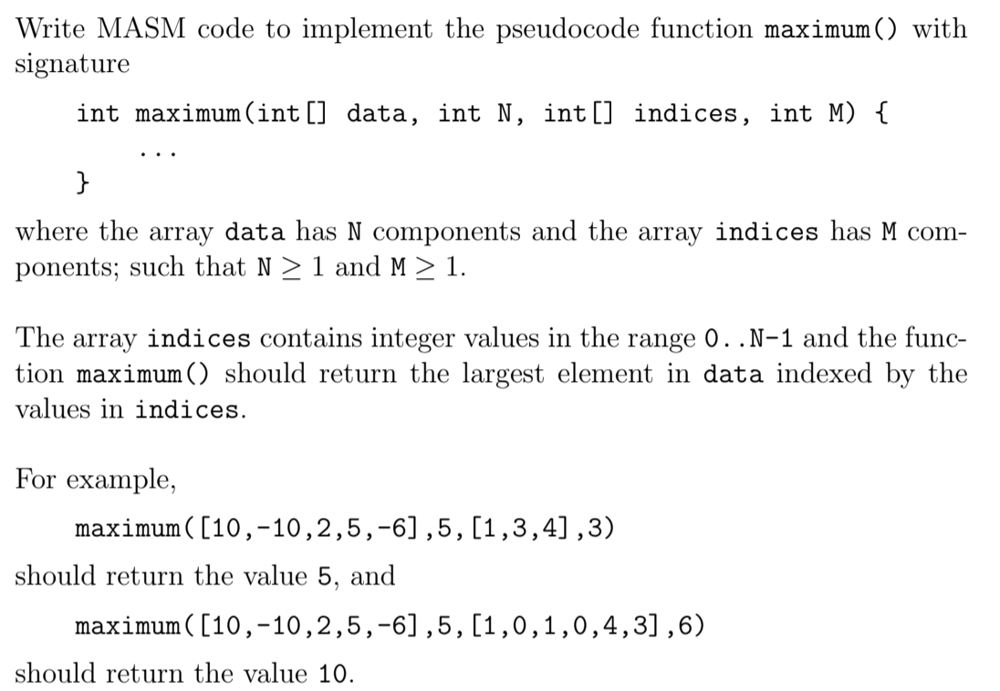 Write MASM code to implement the pseudocode function maximum() with
signature
int maximum(int[] data, int N, int[] indices, int M) {
...
}
where the array data has N components and the array indices has M com-
ponents; such that N ≥ 1 and M ≥ 1.
The array indices contains integer values in the range 0..N-1 and the func-
tion maximum() should return the largest element in data indexed by the
values in indices.
For example,
maximum([10,-10,2,5,-6],5,[1,3,4],3)
should return the value 5, and
maximum([10,-10,2,5,-6],5,[1,0,1,0,4,3],6)
should return the value 10.